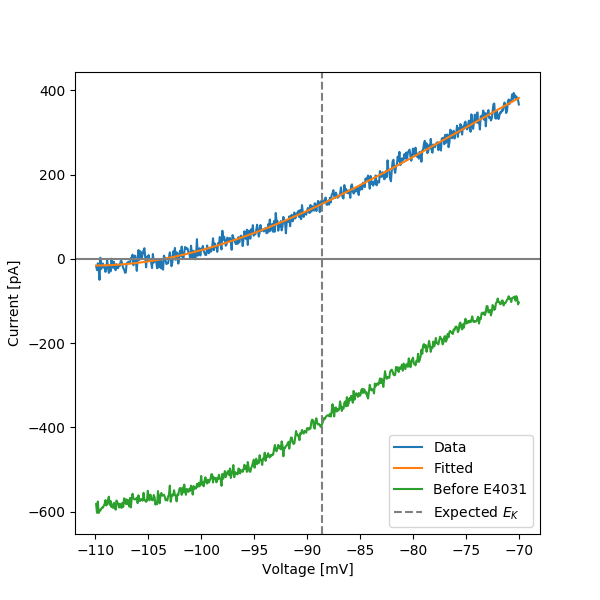 400
200
0
−200
−400
−600
Current [pA]
−110 −105 −100 −95 −90 −85 −80 −75 −70
Voltage [mV]
Data
Fitted
Before E4031
Expected E_K